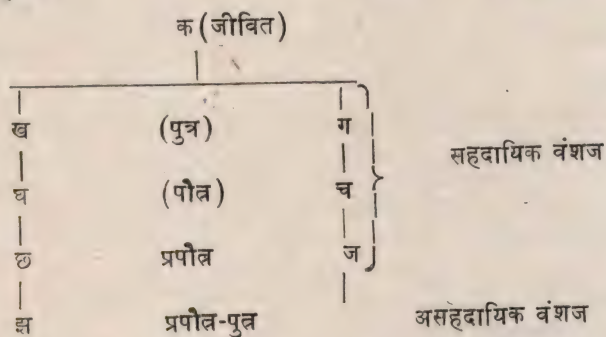 क (जीवित)
ख (पुत्र) ग
सहदायिक वंशज
घ (पोत्न) च
छ प्रपोत्न ज
झ प्रपोत्न-पुत्न असहदायिक वंशज